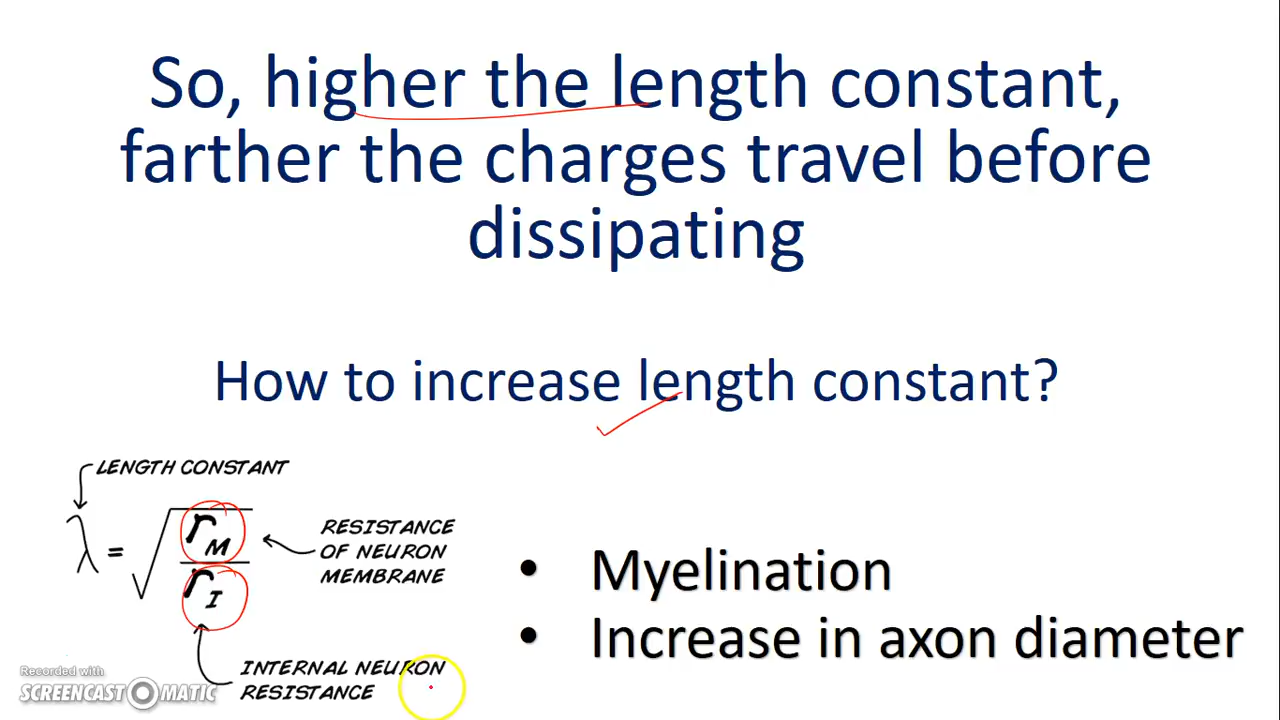 So, higher the length constant,
farther the charges travel before
dissipating
How to increase length constant?
LENGTH CONSTANT
λ = √ r_M / r_I
RESISTANCE
OF NEURON
MEMBRANE
INTERNAL NEURON
RESISTANCE
• Myelination
• Increase in axon diameter
Recorded with
SCREENCAST MATIC